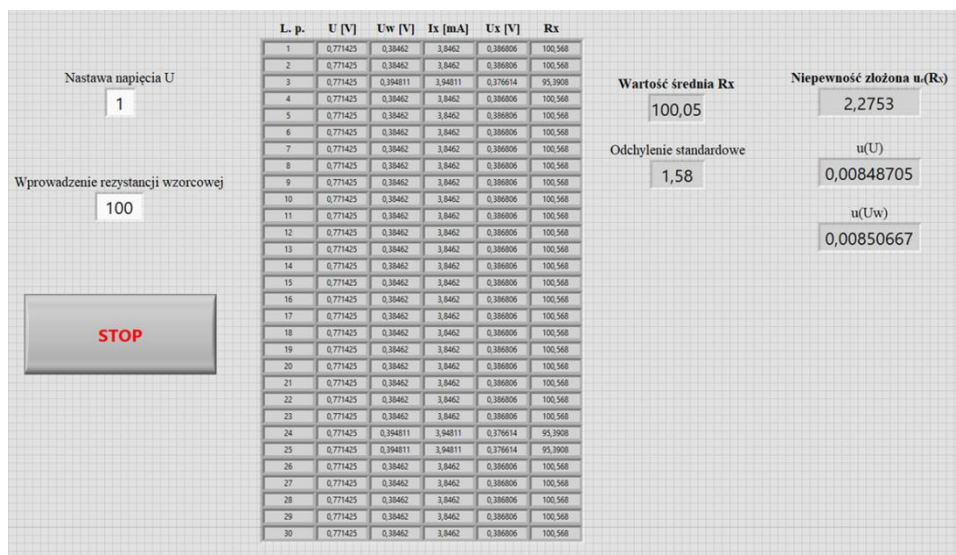 L. p. U [V] Uw [V] Ix [mA] Ux [V] Rx
1 0,771425 0,38462 3,8462 0,386806 100,568
2 0,771425 0,38462 3,8462 0,386806 100,568
3 0,771425 0,394811 3,94811 0,376614 95,3908
4 0,771425 0,38462 3,8462 0,386806 100,568
5 0,771425 0,38462 3,8462 0,386806 100,568
6 0,771425 0,38462 3,8462 0,386806 100,568
7 0,771425 0,38462 3,8462 0,386806 100,568
8 0,771425 0,38462 3,8462 0,386806 100,568
9 0,771425 0,38462 3,8462 0,386806 100,568
10 0,771425 0,38462 3,8462 0,386806 100,568
11 0,771425 0,38462 3,8462 0,386806 100,568
12 0,771425 0,38462 3,8462 0,386806 100,568
13 0,771425 0,38462 3,8462 0,386806 100,568
14 0,771425 0,38462 3,8462 0,386806 100,568
15 0,771425 0,38462 3,8462 0,386806 100,568
16 0,771425 0,38462 3,8462 0,386806 100,568
17 0,771425 0,38462 3,8462 0,386806 100,568
18 0,771425 0,38462 3,8462 0,386806 100,568
19 0,771425 0,38462 3,8462 0,386806 100,568
20 0,771425 0,38462 3,8462 0,386806 100,568
21 0,771425 0,38462 3,8462 0,386806 100,568
22 0,771425 0,38462 3,8462 0,386806 100,568
23 0,771425 0,38462 3,8462 0,386806 100,568
24 0,771425 0,394811 3,94811 0,376614 95,3908
25 0,771425 0,394811 3,94811 0,376614 95,3908
26 0,771425 0,38462 3,8462 0,386806 100,568
27 0,771425 0,38462 3,8462 0,386806 100,568
28 0,771425 0,38462 3,8462 0,386806 100,568
29 0,771425 0,38462 3,8462 0,386806 100,568
30 0,771425 0,38462 3,8462 0,386806 100,568
Nastawa napięcia U
1
Wprowadzenie rezystancji wzorcowej
100
STOP
Wartość średnia Rx
100,05
Odchylenie standardowe
1,58
Niepewność złożona uc(Rx)
2,2753
u(U)
0,00848705
u(Uw)
0,00850667